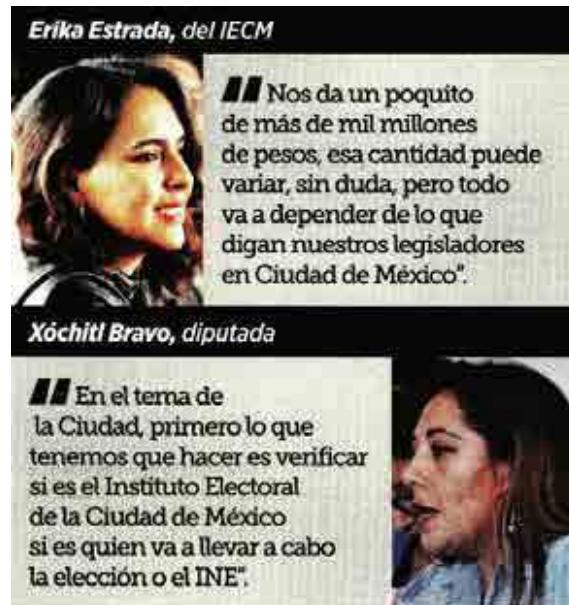 Erika Estrada, del IECM
"Nos da un poquito
de más de mil millones
de pesos, esa cantidad puede
variar, sin duda, pero todo
va a depender de lo que
digan nuestros legisladores
en Ciudad de México".
Xóchitl Bravo, diputada
"En el tema de
la Ciudad, primero lo que
tenemos que hacer es verificar
si es el Instituto Electoral
de la Ciudad de México
si es quien va a llevar a cabo
la elección o el INE".